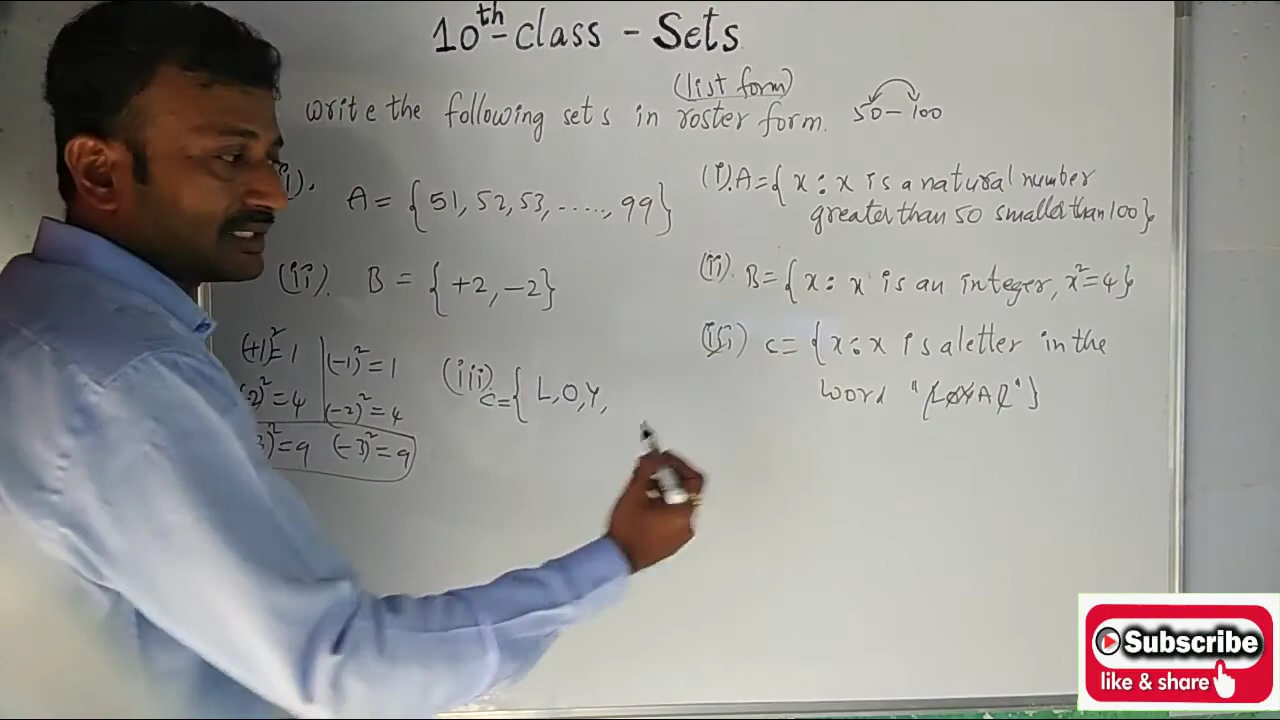 10th-class - Sets
(list form)
Write the following sets in roster form. 50-100
(i). A = {51, 52, 53, ....., 99}
(i). A={x : x is a natural number
greater than 50 smaller than 100}
(ii). B = {+2, -2}
(ii). B={x : x is an integer, x²=4}
(iii) C={x : x is a letter in the
word "LOYAL"}
(+1)²=1 (-1)²=1
2)²=4 (-2)²=4
3)²=9 (-3)²=9
(iii) C={L,O,Y,
Subscribe
like & share